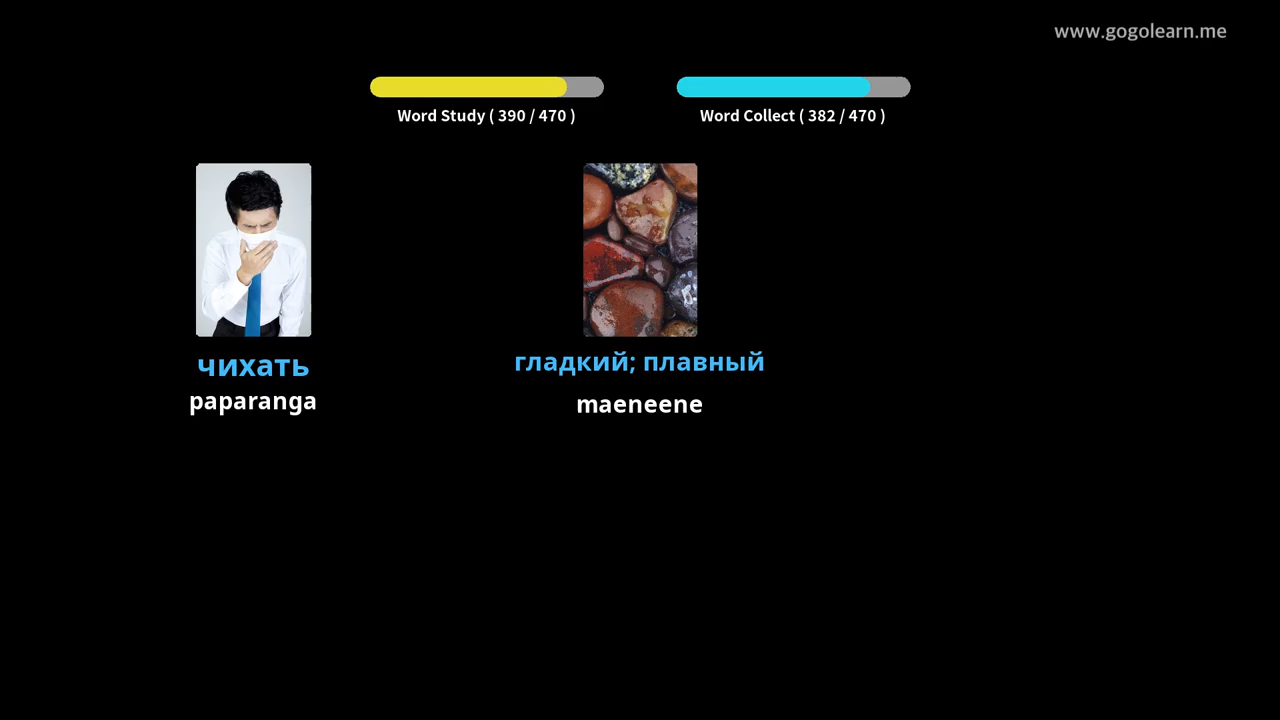 www.gogolearn.me
Word Study ( 390 / 470 )
Word Collect ( 382 / 470 )
чихать
paparanga
гладкий; плавный
maeneene